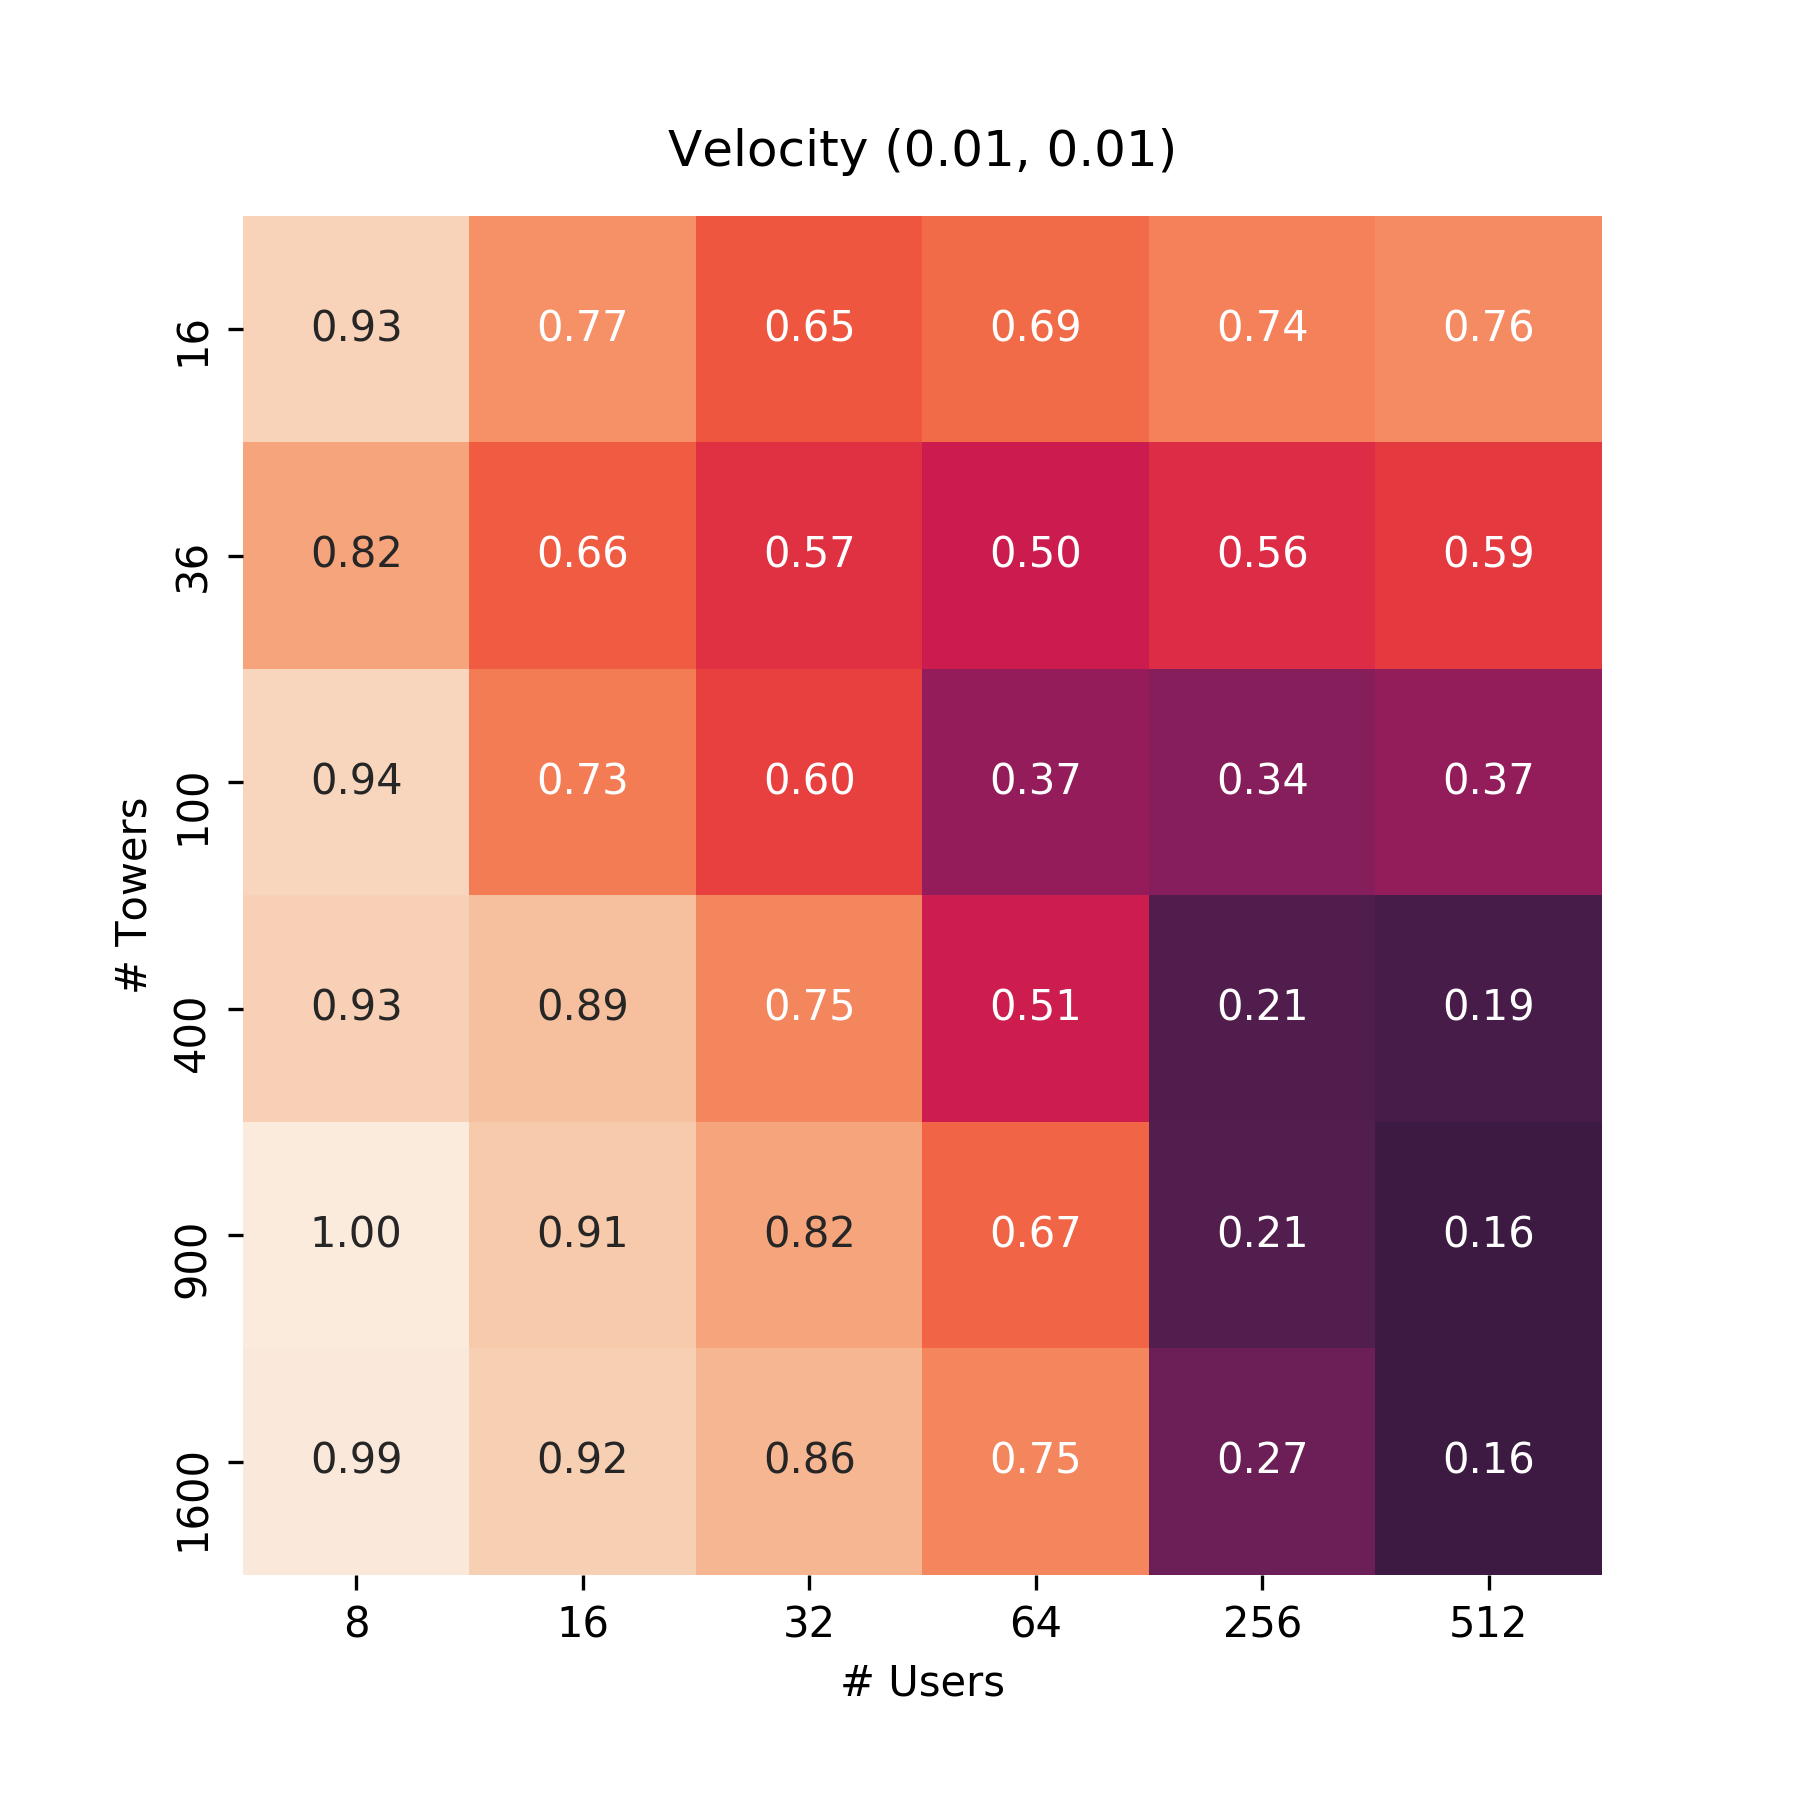 Velocity (0.01, 0.01)
# Towers
16 0.93 0.77 0.65 0.69 0.74 0.76
36 0.82 0.66 0.57 0.50 0.56 0.59
100 0.94 0.73 0.60 0.37 0.34 0.37
400 0.93 0.89 0.75 0.51 0.21 0.19
900 1.00 0.91 0.82 0.67 0.21 0.16
1600 0.99 0.92 0.86 0.75 0.27 0.16
8 16 32 64 256 512
# Users